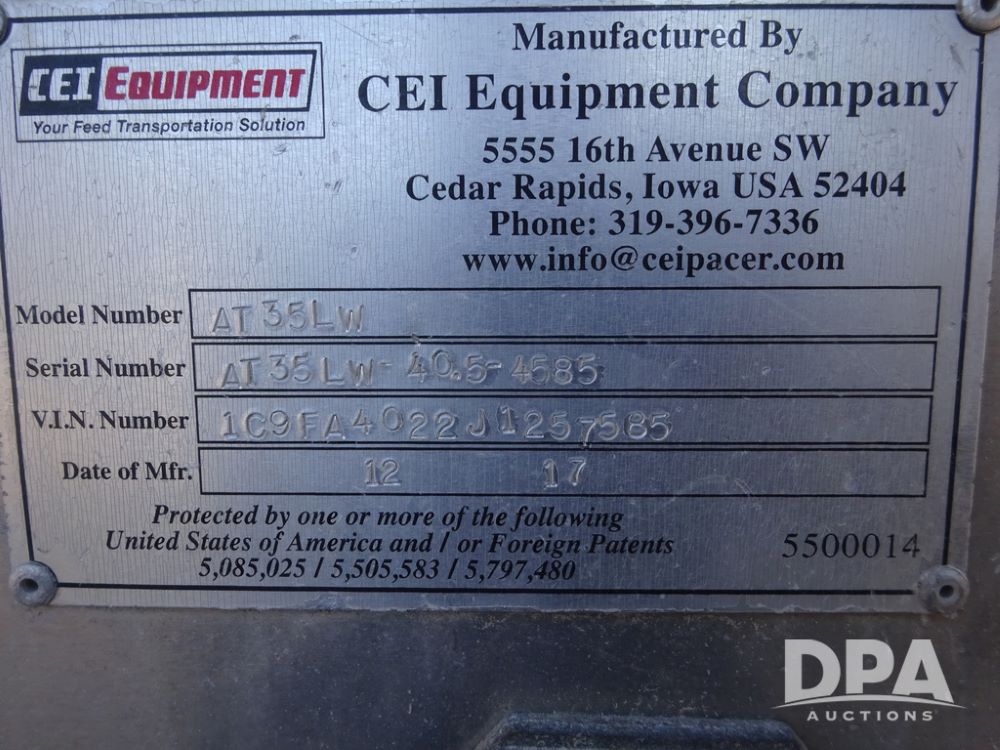 CEI EQUIPMENT
Your Feed Transportation Solution
Manufactured By
CEI Equipment Company
5555 16th Avenue SW
Cedar Rapids, Iowa USA 52404
Phone: 319-396-7336
www.info@ceipacer.com
Model Number AT35LW
Serial Number AT35LW-40.5-4585
V.I.N. Number 1C9FA4022J1257585
Date of Mfr. 12 17
Protected by one or more of the following
United States of America and / or Foreign Patents
5,085,025 / 5,505,583 / 5,797,480
5500014
DPA
AUCTIONS